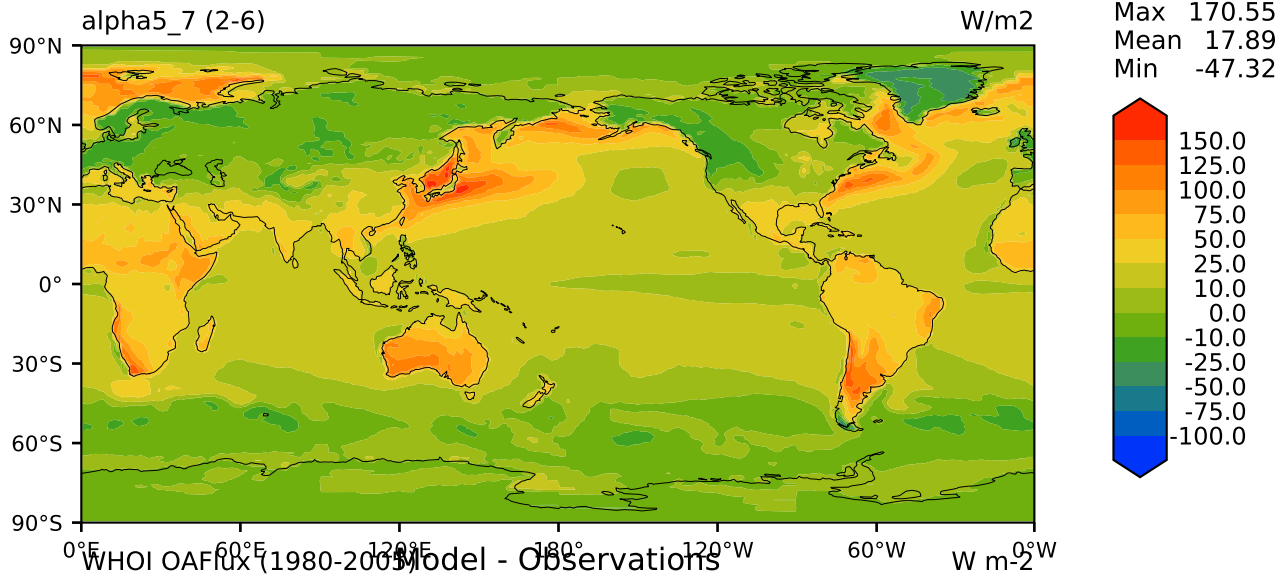 alpha5_7 (2-6)
W/m2
Max 170.55
Mean 17.89
Min -47.32
90°N
60°N
30°N
0°
30°S
60°S
90°S
0°E 60°E 120°E 180° 120°W 60°W 0°W
150.0
125.0
100.0
75.0
50.0
25.0
10.0
0.0
-10.0
-25.0
-50.0
-75.0
-100.0
WHOI OAFlux (1980-2005)
Model - Observations
W m-2